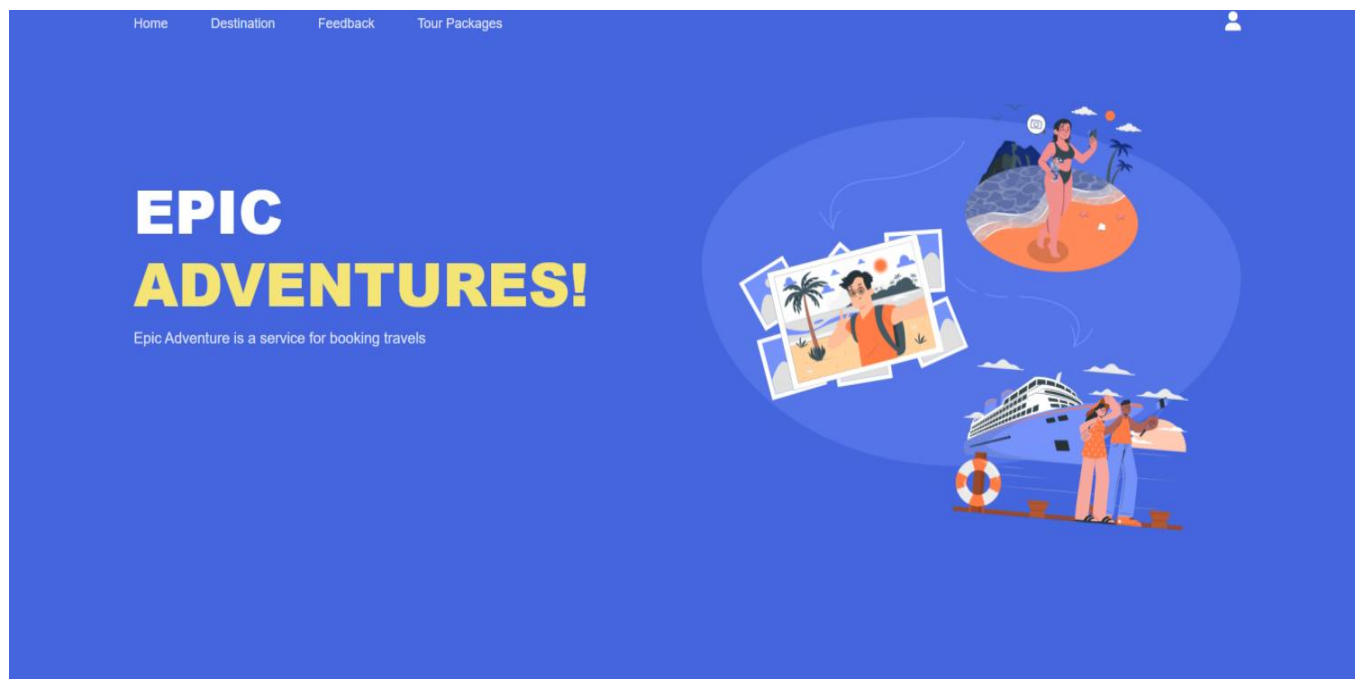 Home Destination Feedback Tour Packages
EPIC
ADVENTURES!
Epic Adventure is a service for booking travels